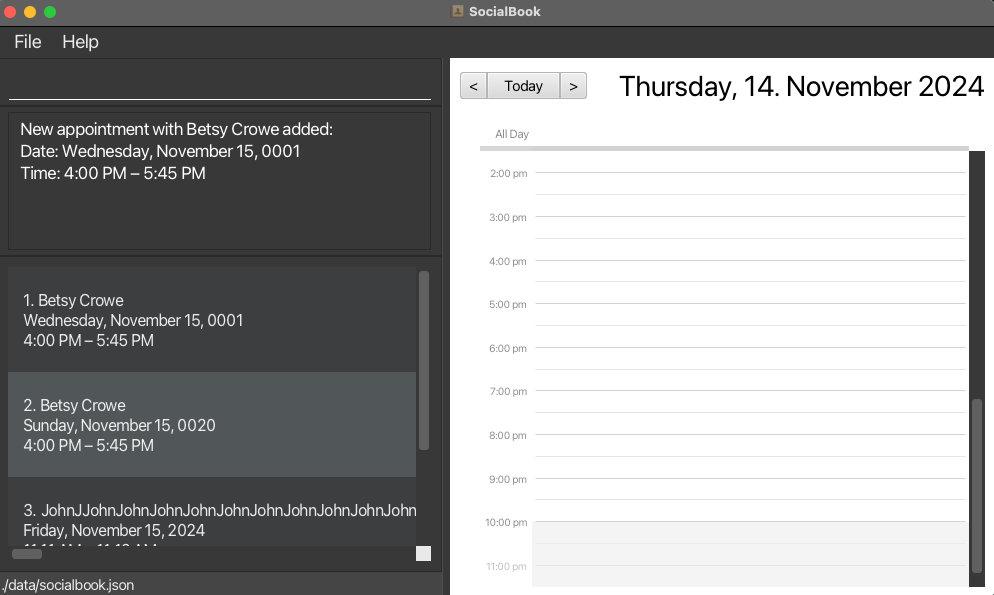 SocialBook
File Help
New appointment with Betsy Crowe added:
Date: Wednesday, November 15, 0001
Time: 4:00 PM – 5:45 PM
1. Betsy Crowe
Wednesday, November 15, 0001
4:00 PM – 5:45 PM
2. Betsy Crowe
Sunday, November 15, 0020
4:00 PM – 5:45 PM
3. JohnJJohnJohnJohnJohnJohnJohnJohnJohnJohnJohn
Friday, November 15, 2024
./data/socialbook.json
< Today >
Thursday, 14. November 2024
All Day
2:00 pm
3:00 pm
4:00 pm
5:00 pm
6:00 pm
7:00 pm
8:00 pm
9:00 pm
10:00 pm
11:00 pm